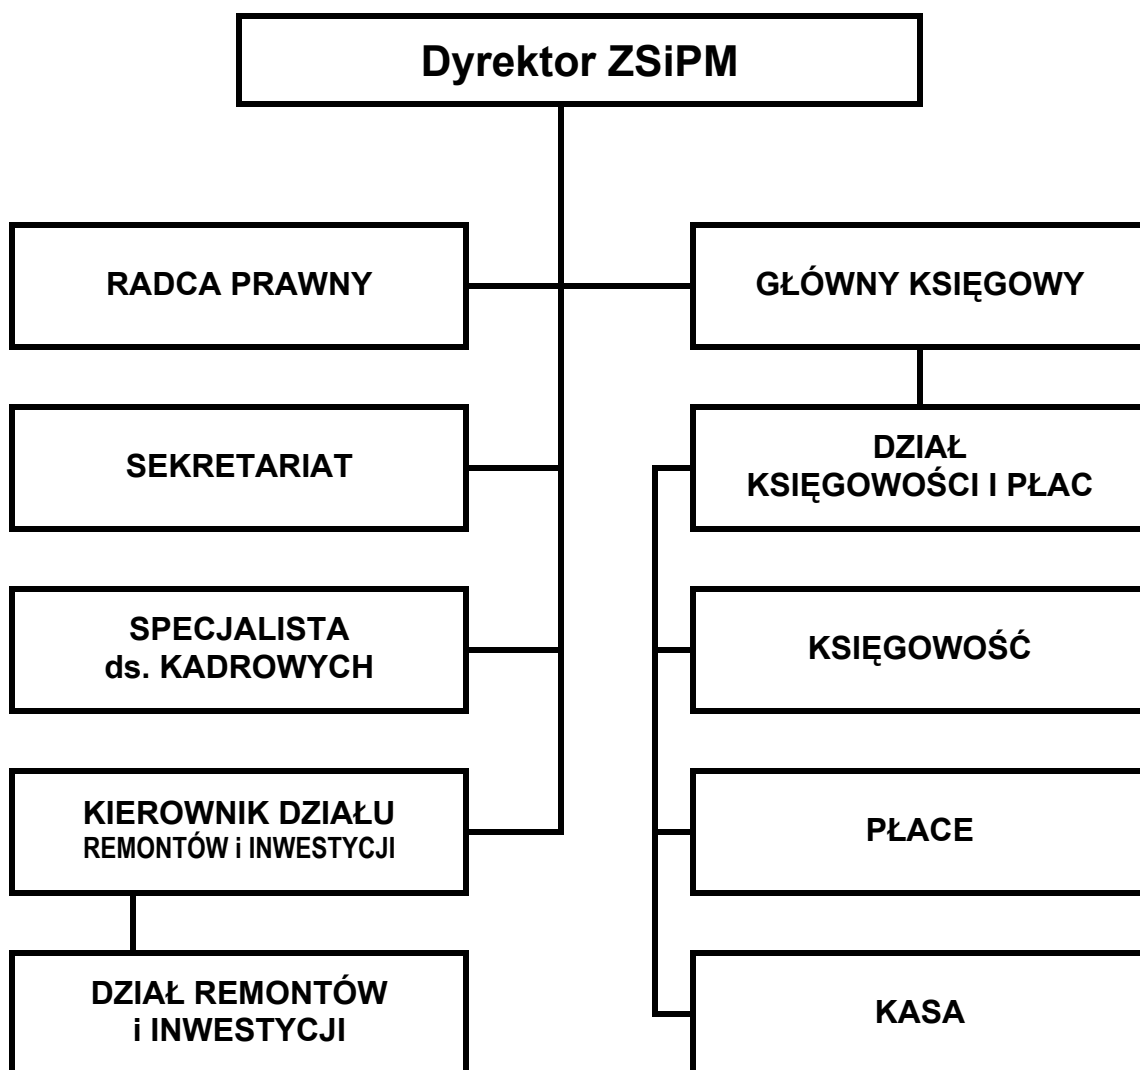 Dyrektor ZSiPM
RADCA PRAWNY
GŁÓWNY KSIĘGOWY
SEKRETARIAT
DZIAŁ
KSIĘGOWOŚCI I PŁAC
SPECJALISTA
ds. KADROWYCH
KSIĘGOWOŚĆ
KIEROWNIK DZIAŁU
REMONTÓW i INWESTYCJI
PŁACE
DZIAŁ REMONTÓW
i INWESTYCJI
KASA